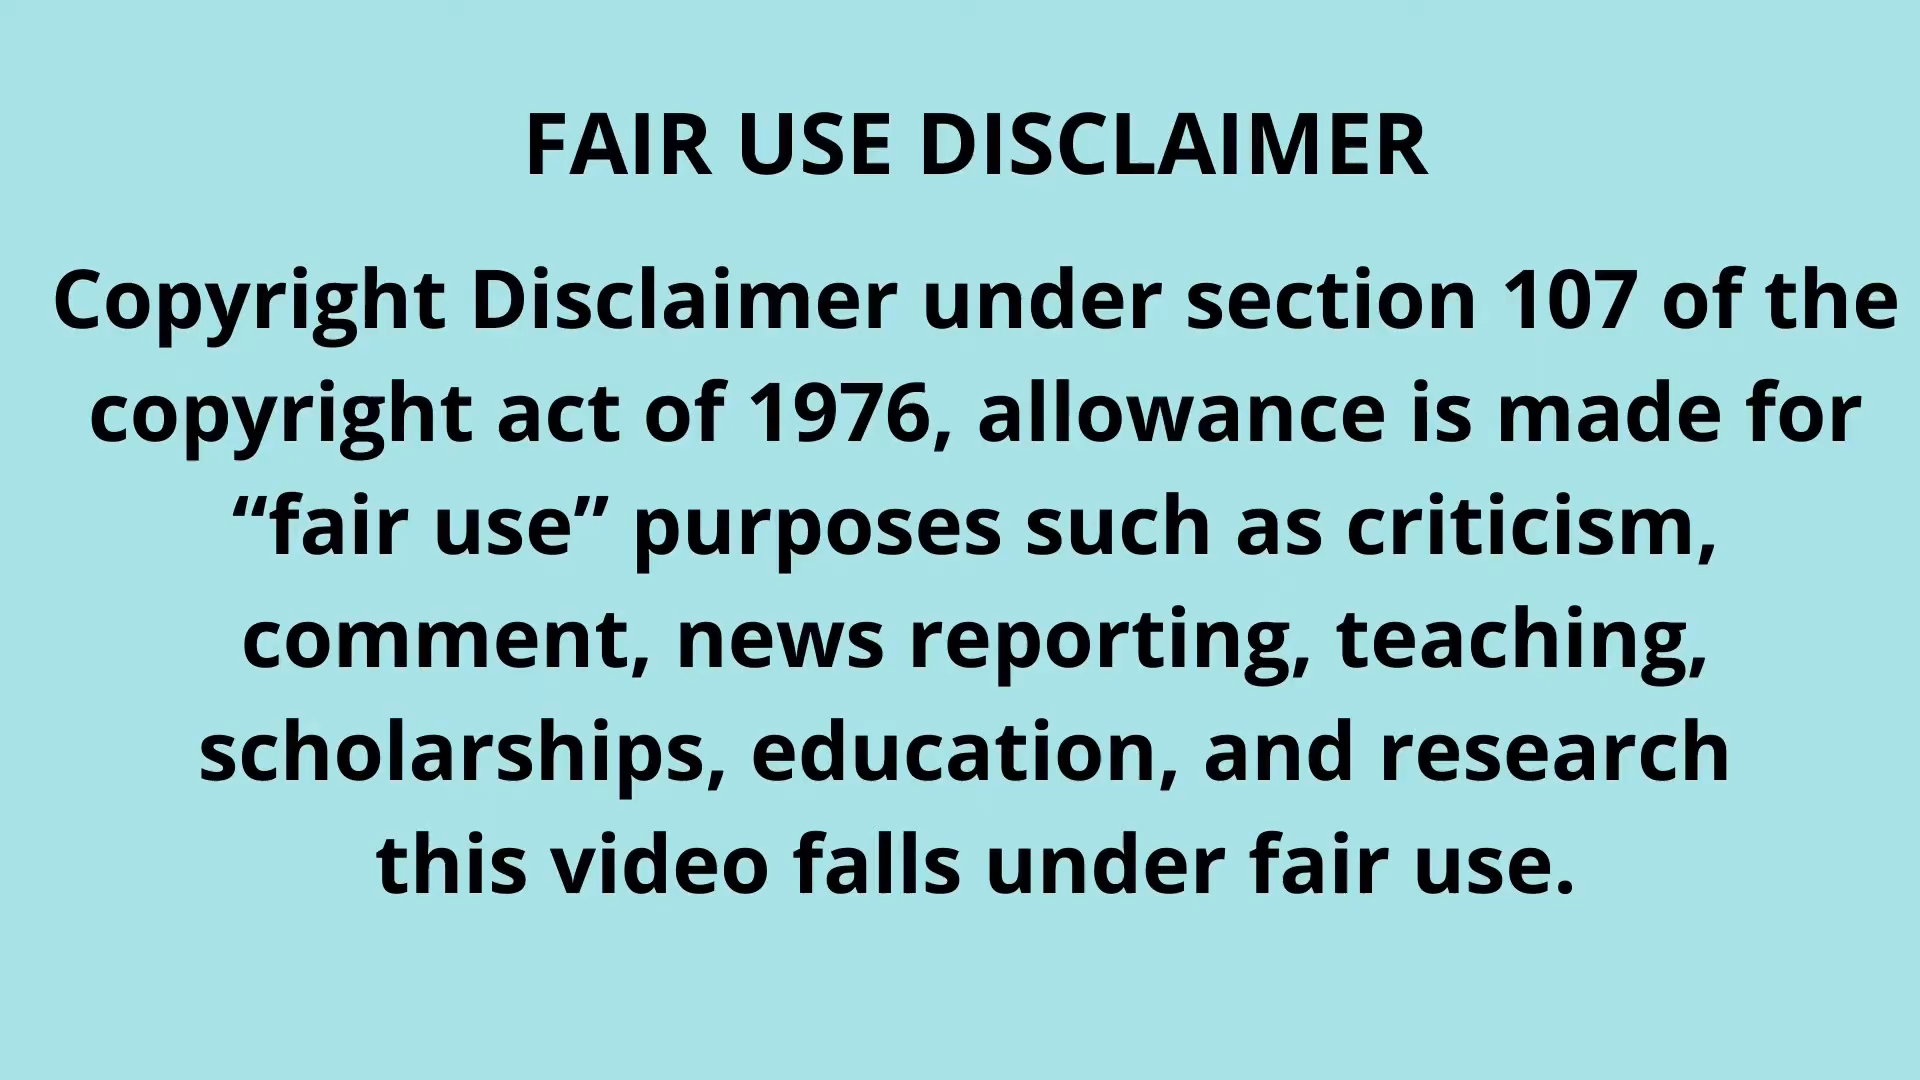 FAIR USE DISCLAIMER
Copyright Disclaimer under section 107 of the
copyright act of 1976, allowance is made for
“fair use” purposes such as criticism,
comment, news reporting, teaching,
scholarships, education, and research
this video falls under fair use.